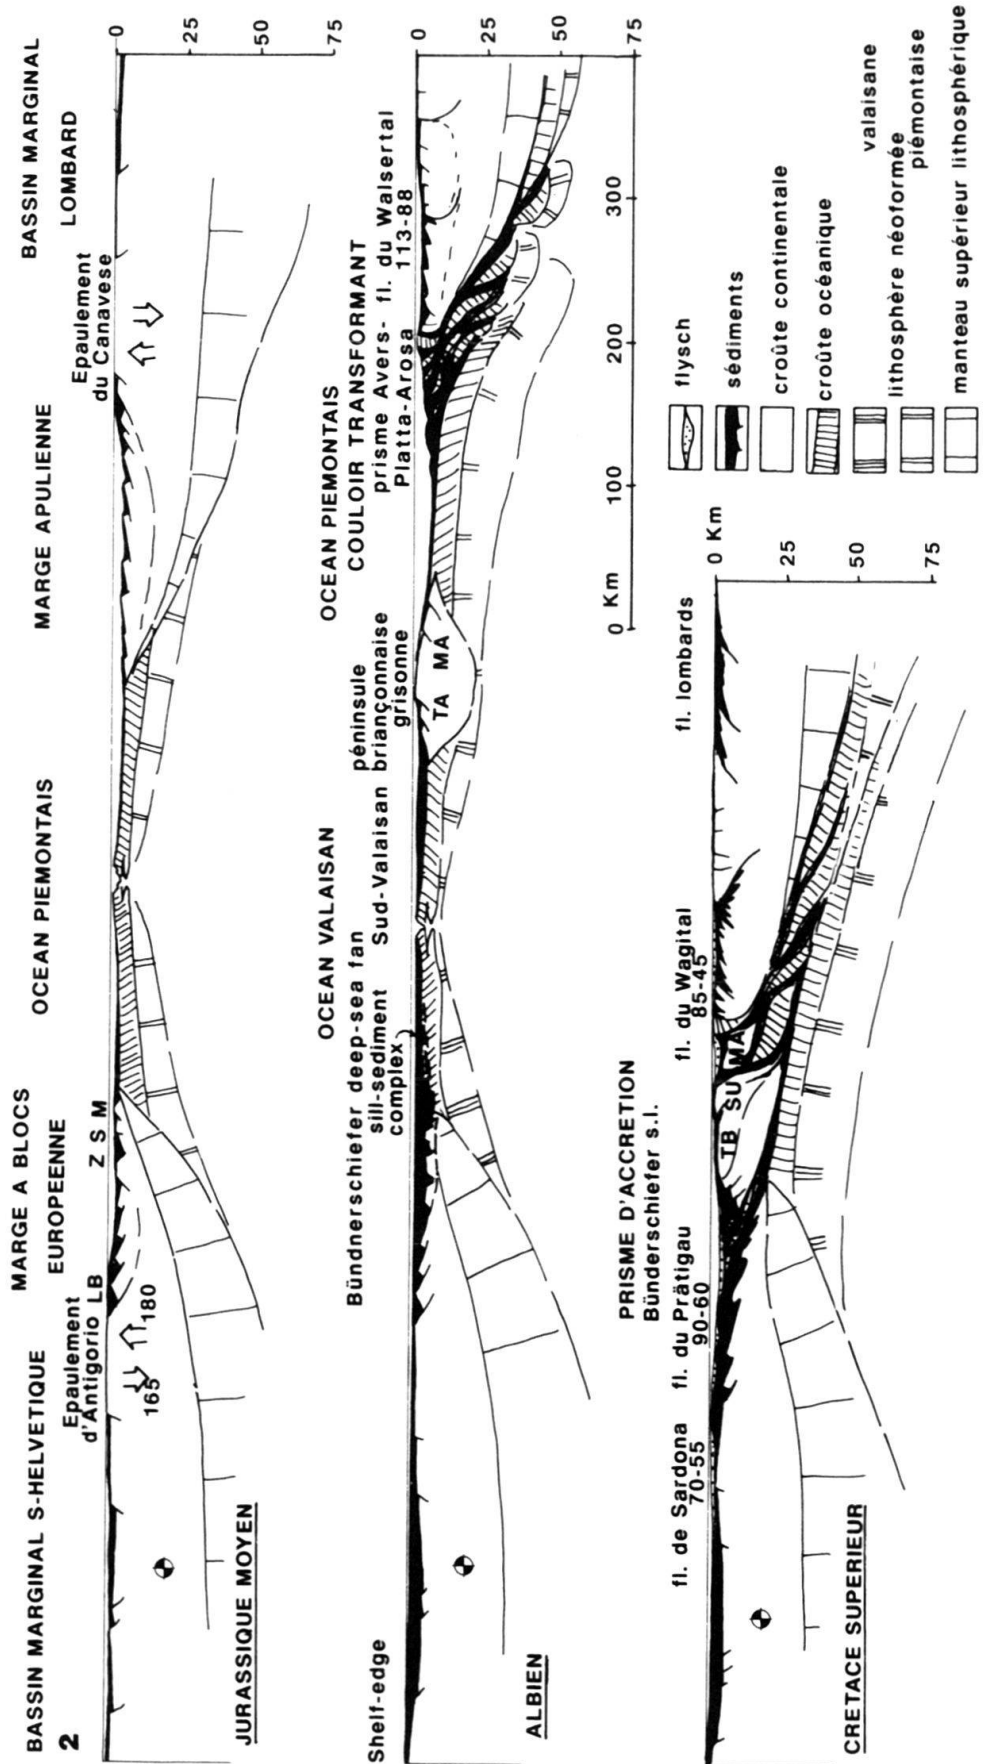 2
BASSIN MARGINAL S-HELVETIQUE
MARGE A BLOCS
EUROPEENNE
OCEAN PIEMONTAIS
MARGE APULIENNE
BASSIN MARGINAL
LOMBARD
Epaulement
d'Antigorio LB
Z S M
Epaulement
du Canavese
165
180
0
25
50
75
JURASSIQUE MOYEN
Shelf-edge
OCEAN VALAISAN
OCEAN PIEMONTAIS
COULOIR TRANSFORMANT
Bündnerschiefer deep-sea fan
sill-sediment
complex
Sud-Valaisan
péninsule
briançonnaise
grisonne
prisme Avers-
Platta-Arosa
fl. du Walsertal
113-88
TA MA
0
25
50
75
0 Km
100
200
300
ALBIEN
PRISME D'ACCRETION
Bünderschiefer s.l.
fl. de Sardona
70-55
fl. du Prätigau
90-60
fl. du Wagital
85-45
fl. lombards
TB SU MA
0 Km
25
50
75
CRETACE SUPERIEUR
flysch
sédiments
croûte continentale
croûte océanique
valaisane
lithosphère néoformée
piémontaise
manteau supérieur lithosphérique